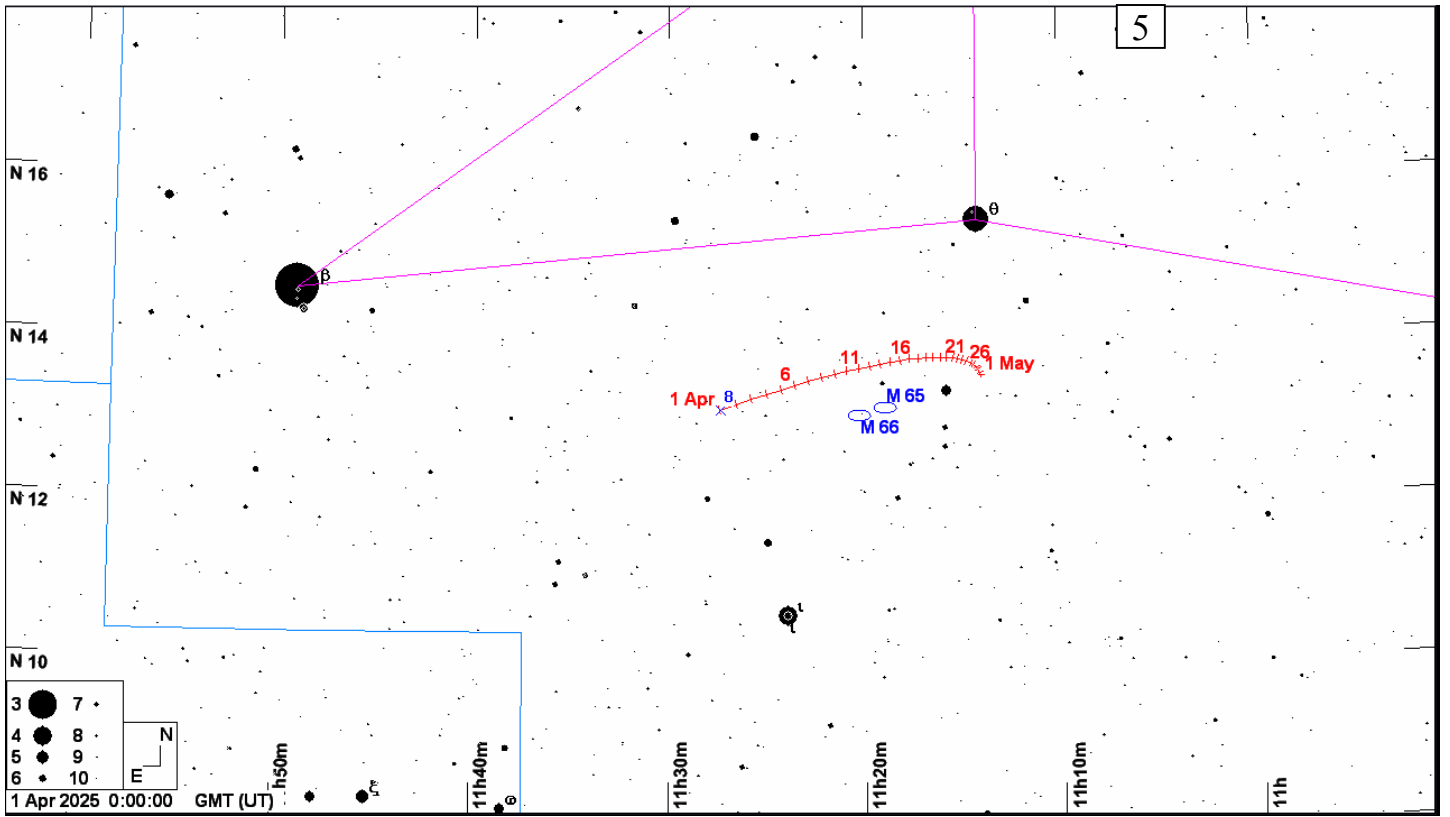 5
N 16
β
θ
N 14
11
16
21
26
1 May
6
1 Apr
8
M 65
M 66
N 12
ι
N 10
3 7
4 8
5 9
6 10
N
E
h50m
11h40m
11h30m
11h20m
11h10m
11h
ξ
ω
1 Apr 2025 0:00:00 GMT (UT)